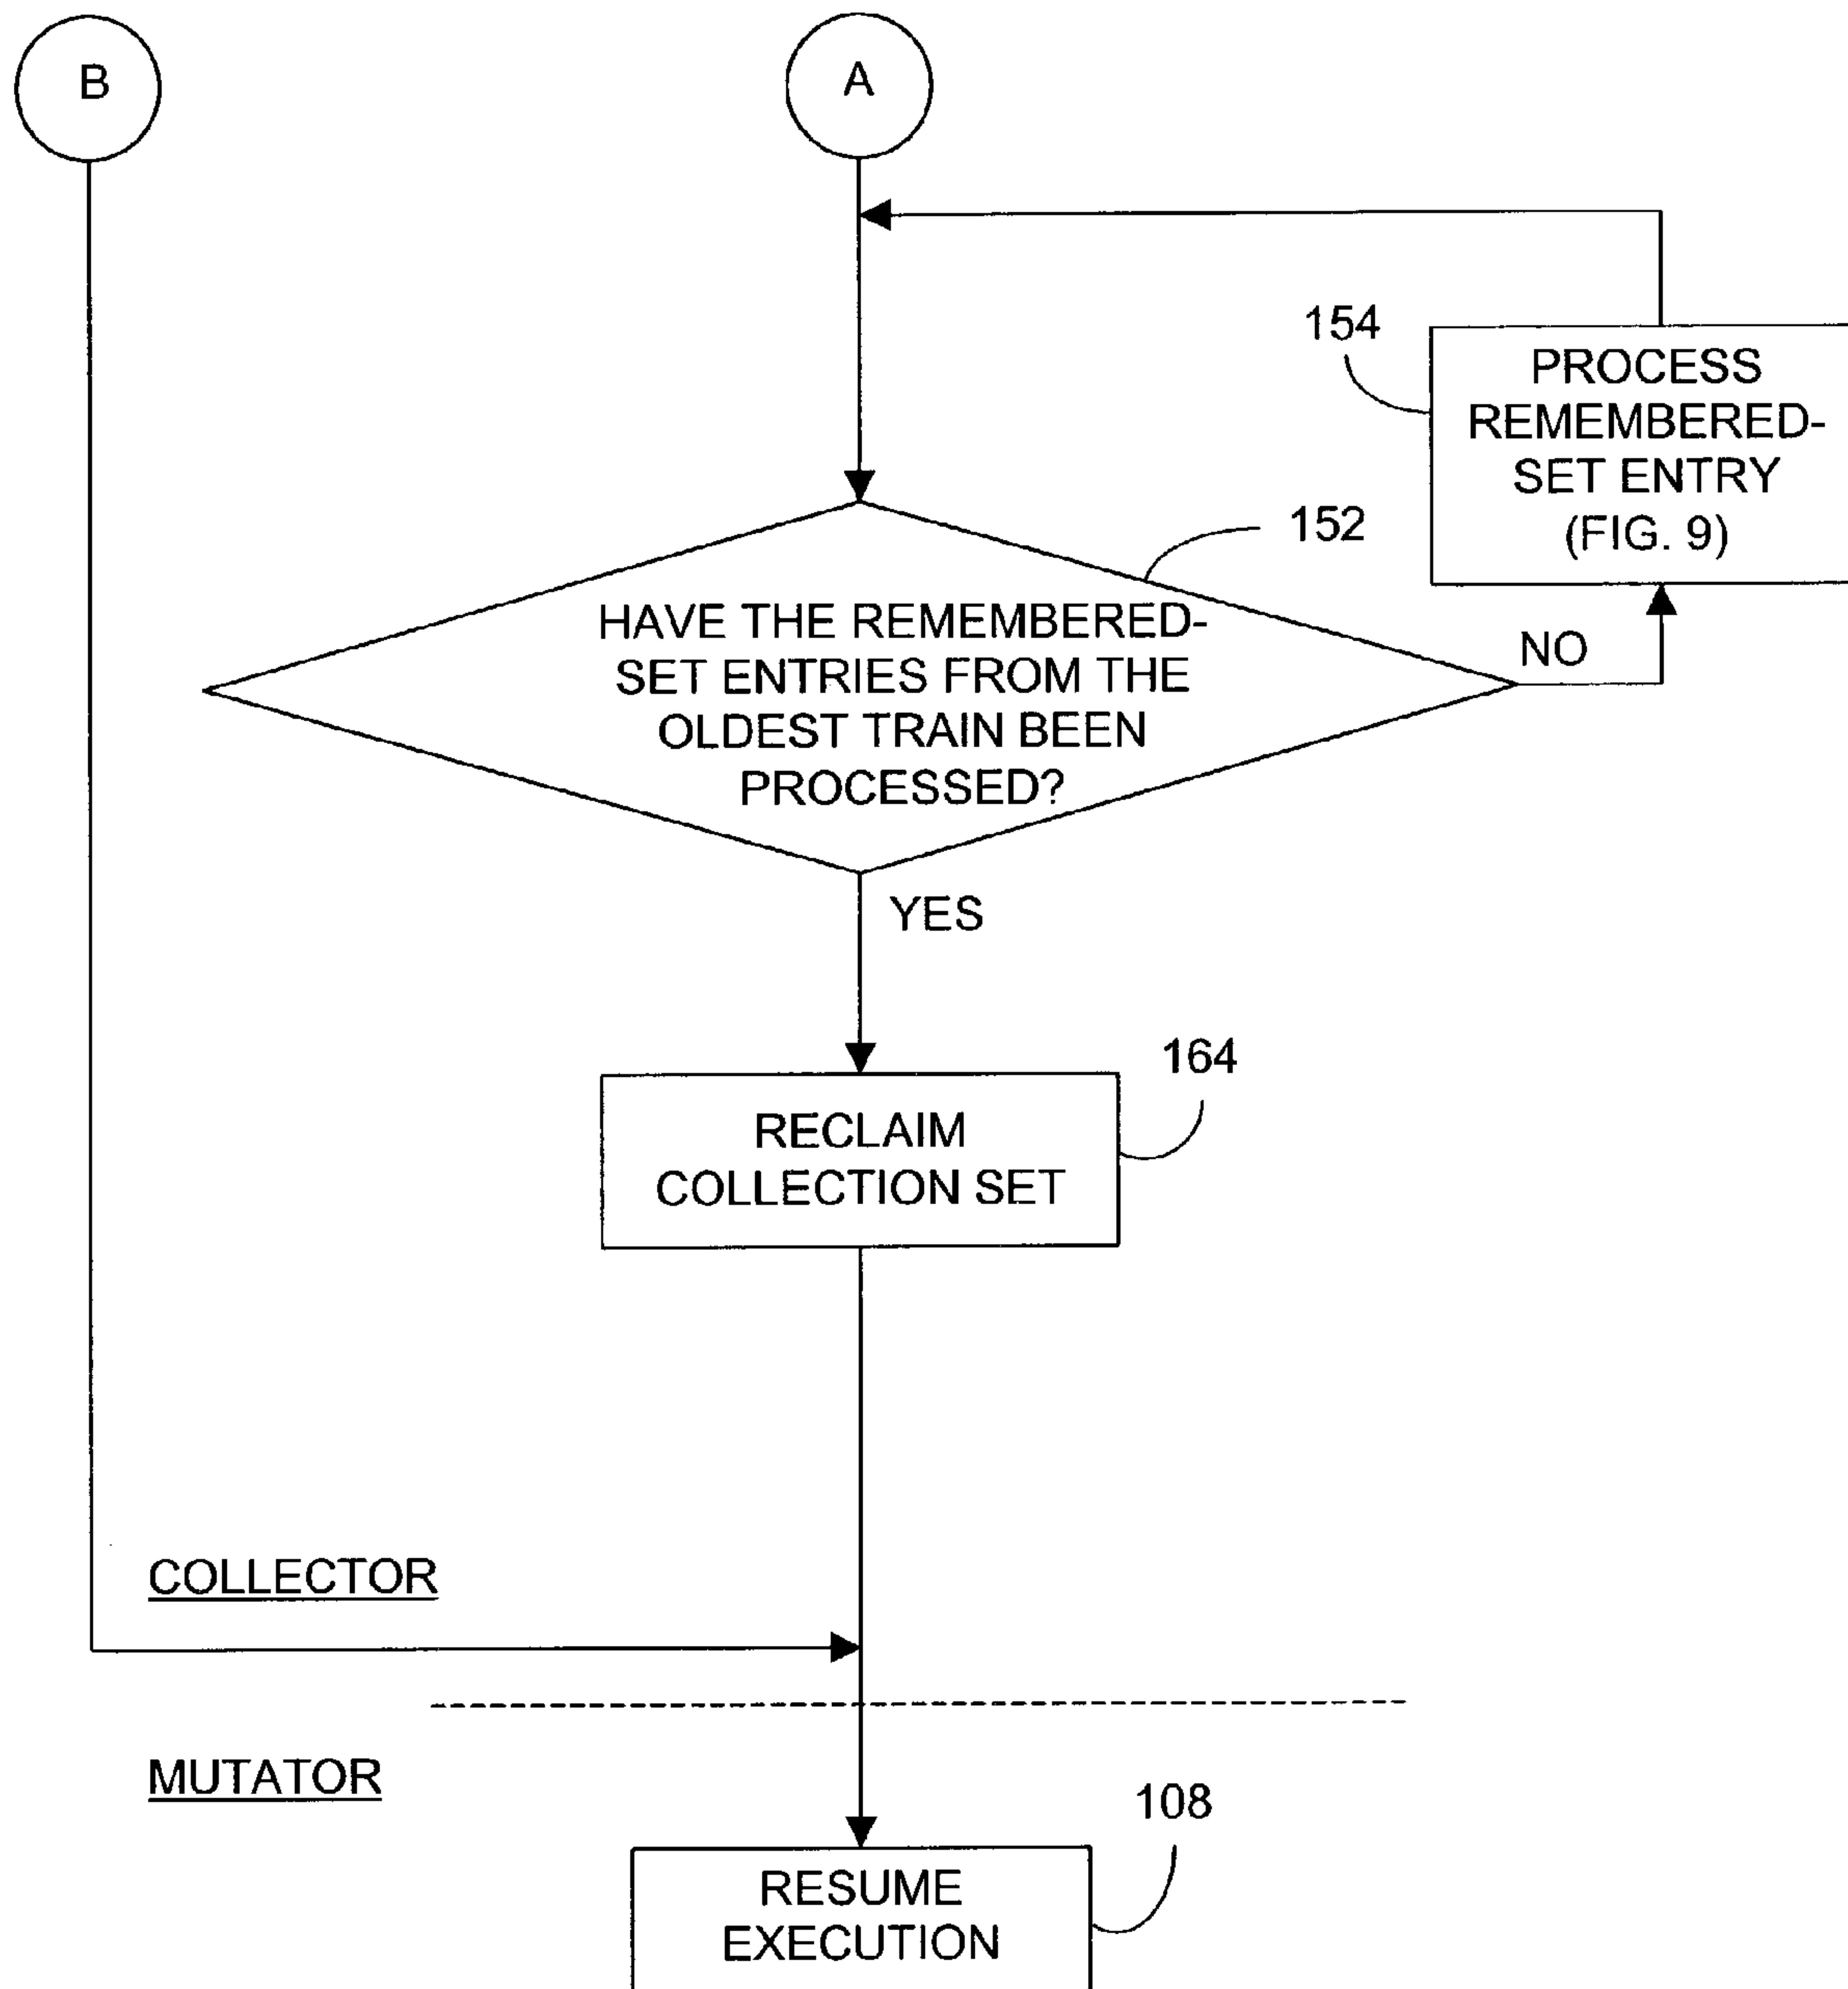 B
A
154
PROCESS
REMEMBERED-
SET ENTRY
(FIG. 9)
152
HAVE THE REMEMBERED-
SET ENTRIES FROM THE
OLDEST TRAIN BEEN
PROCESSED?
NO
YES
164
RECLAIM
COLLECTION SET
COLLECTOR
MUTATOR
108
RESUME
EXECUTION